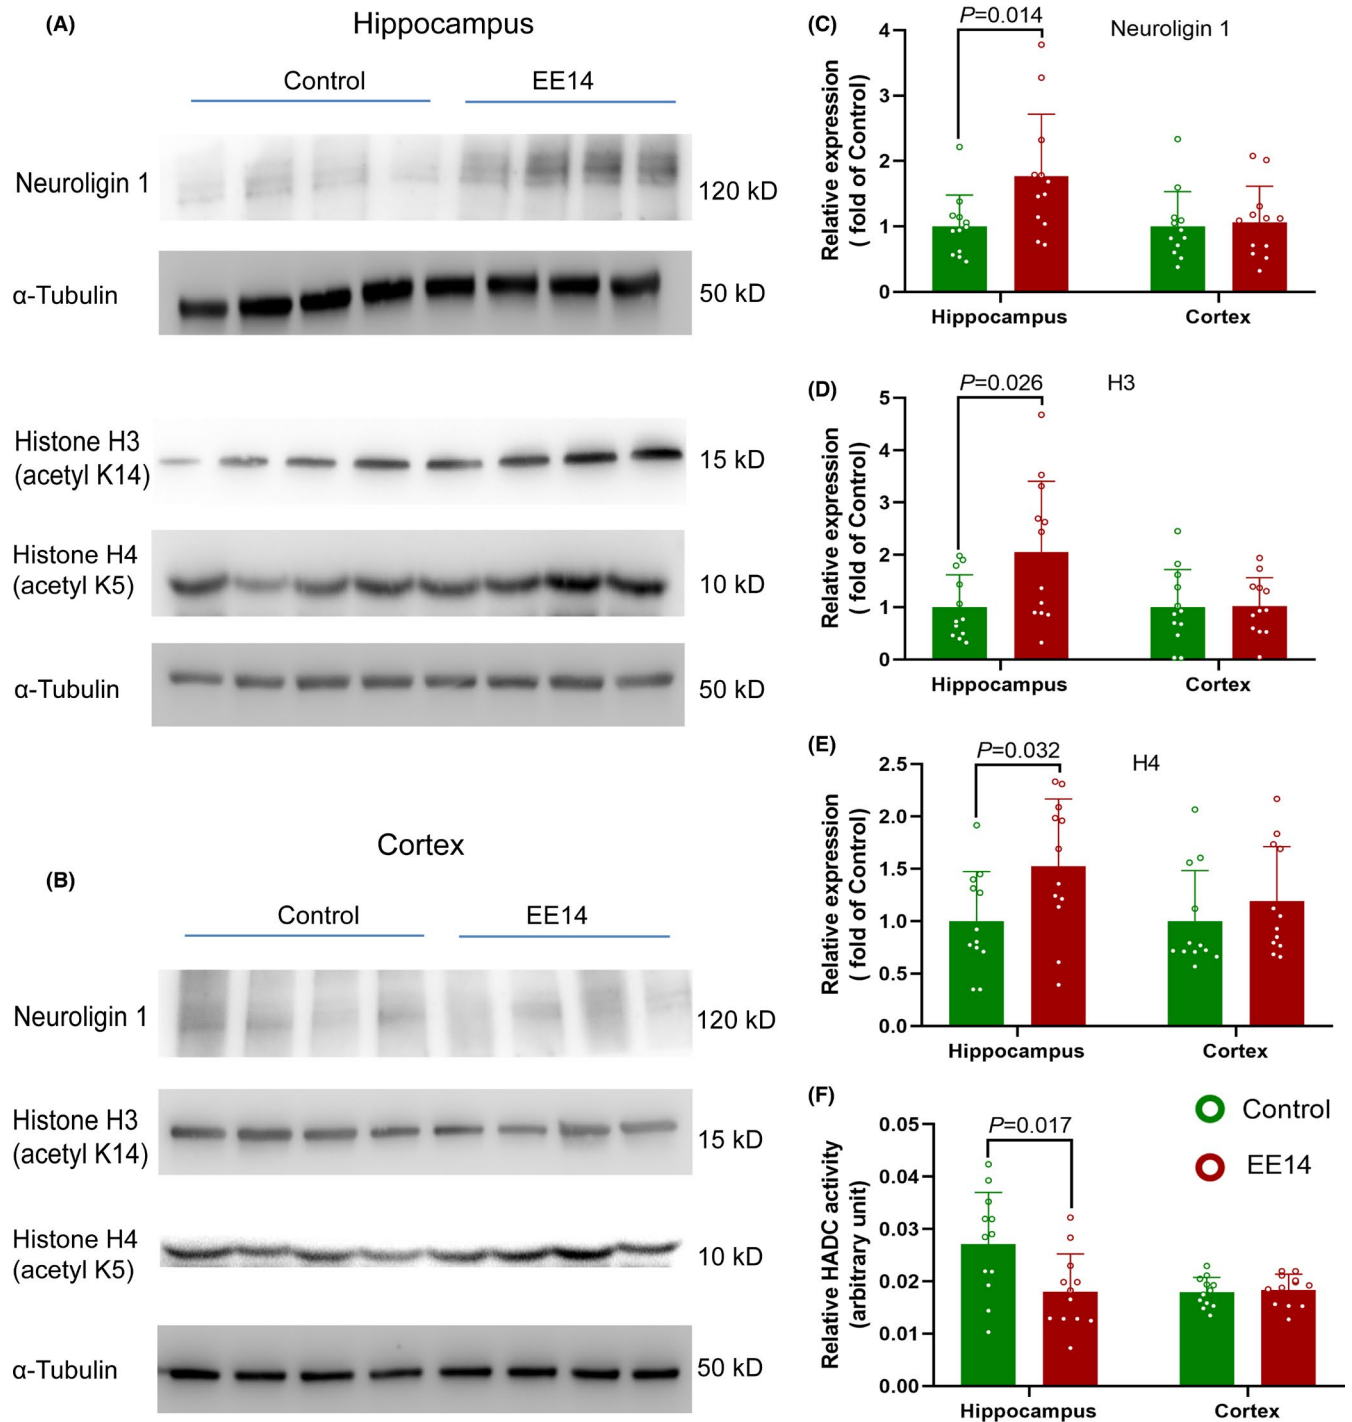 (A)
Hippocampus
Control EE14
Neuroligin 1
120 kD
α-Tubulin
50 kD
Histone H3
(acetyl K14)
15 kD
Histone H4
(acetyl K5)
10 kD
α-Tubulin
50 kD
Cortex
(B)
Control EE14
Neuroligin 1
120 kD
Histone H3
(acetyl K14)
15 kD
Histone H4
(acetyl K5)
10 kD
α-Tubulin
50 kD
(C)
P=0.014
Neuroligin 1
Relative expression
( fold of Control)
4
3
2
1
0
Hippocampus Cortex
(D)
P=0.026
H3
Relative expression
( fold of Control)
5
4
3
2
1
0
Hippocampus Cortex
(E)
P=0.032
H4
Relative expression
( fold of Control)
2.5
2.0
1.5
1.0
0.5
0.0
Hippocampus Cortex
(F)
Control
EE14
P=0.017
Relative HADC activity
(arbitrary unit)
0.05
0.04
0.03
0.02
0.01
0.00
Hippocampus Cortex